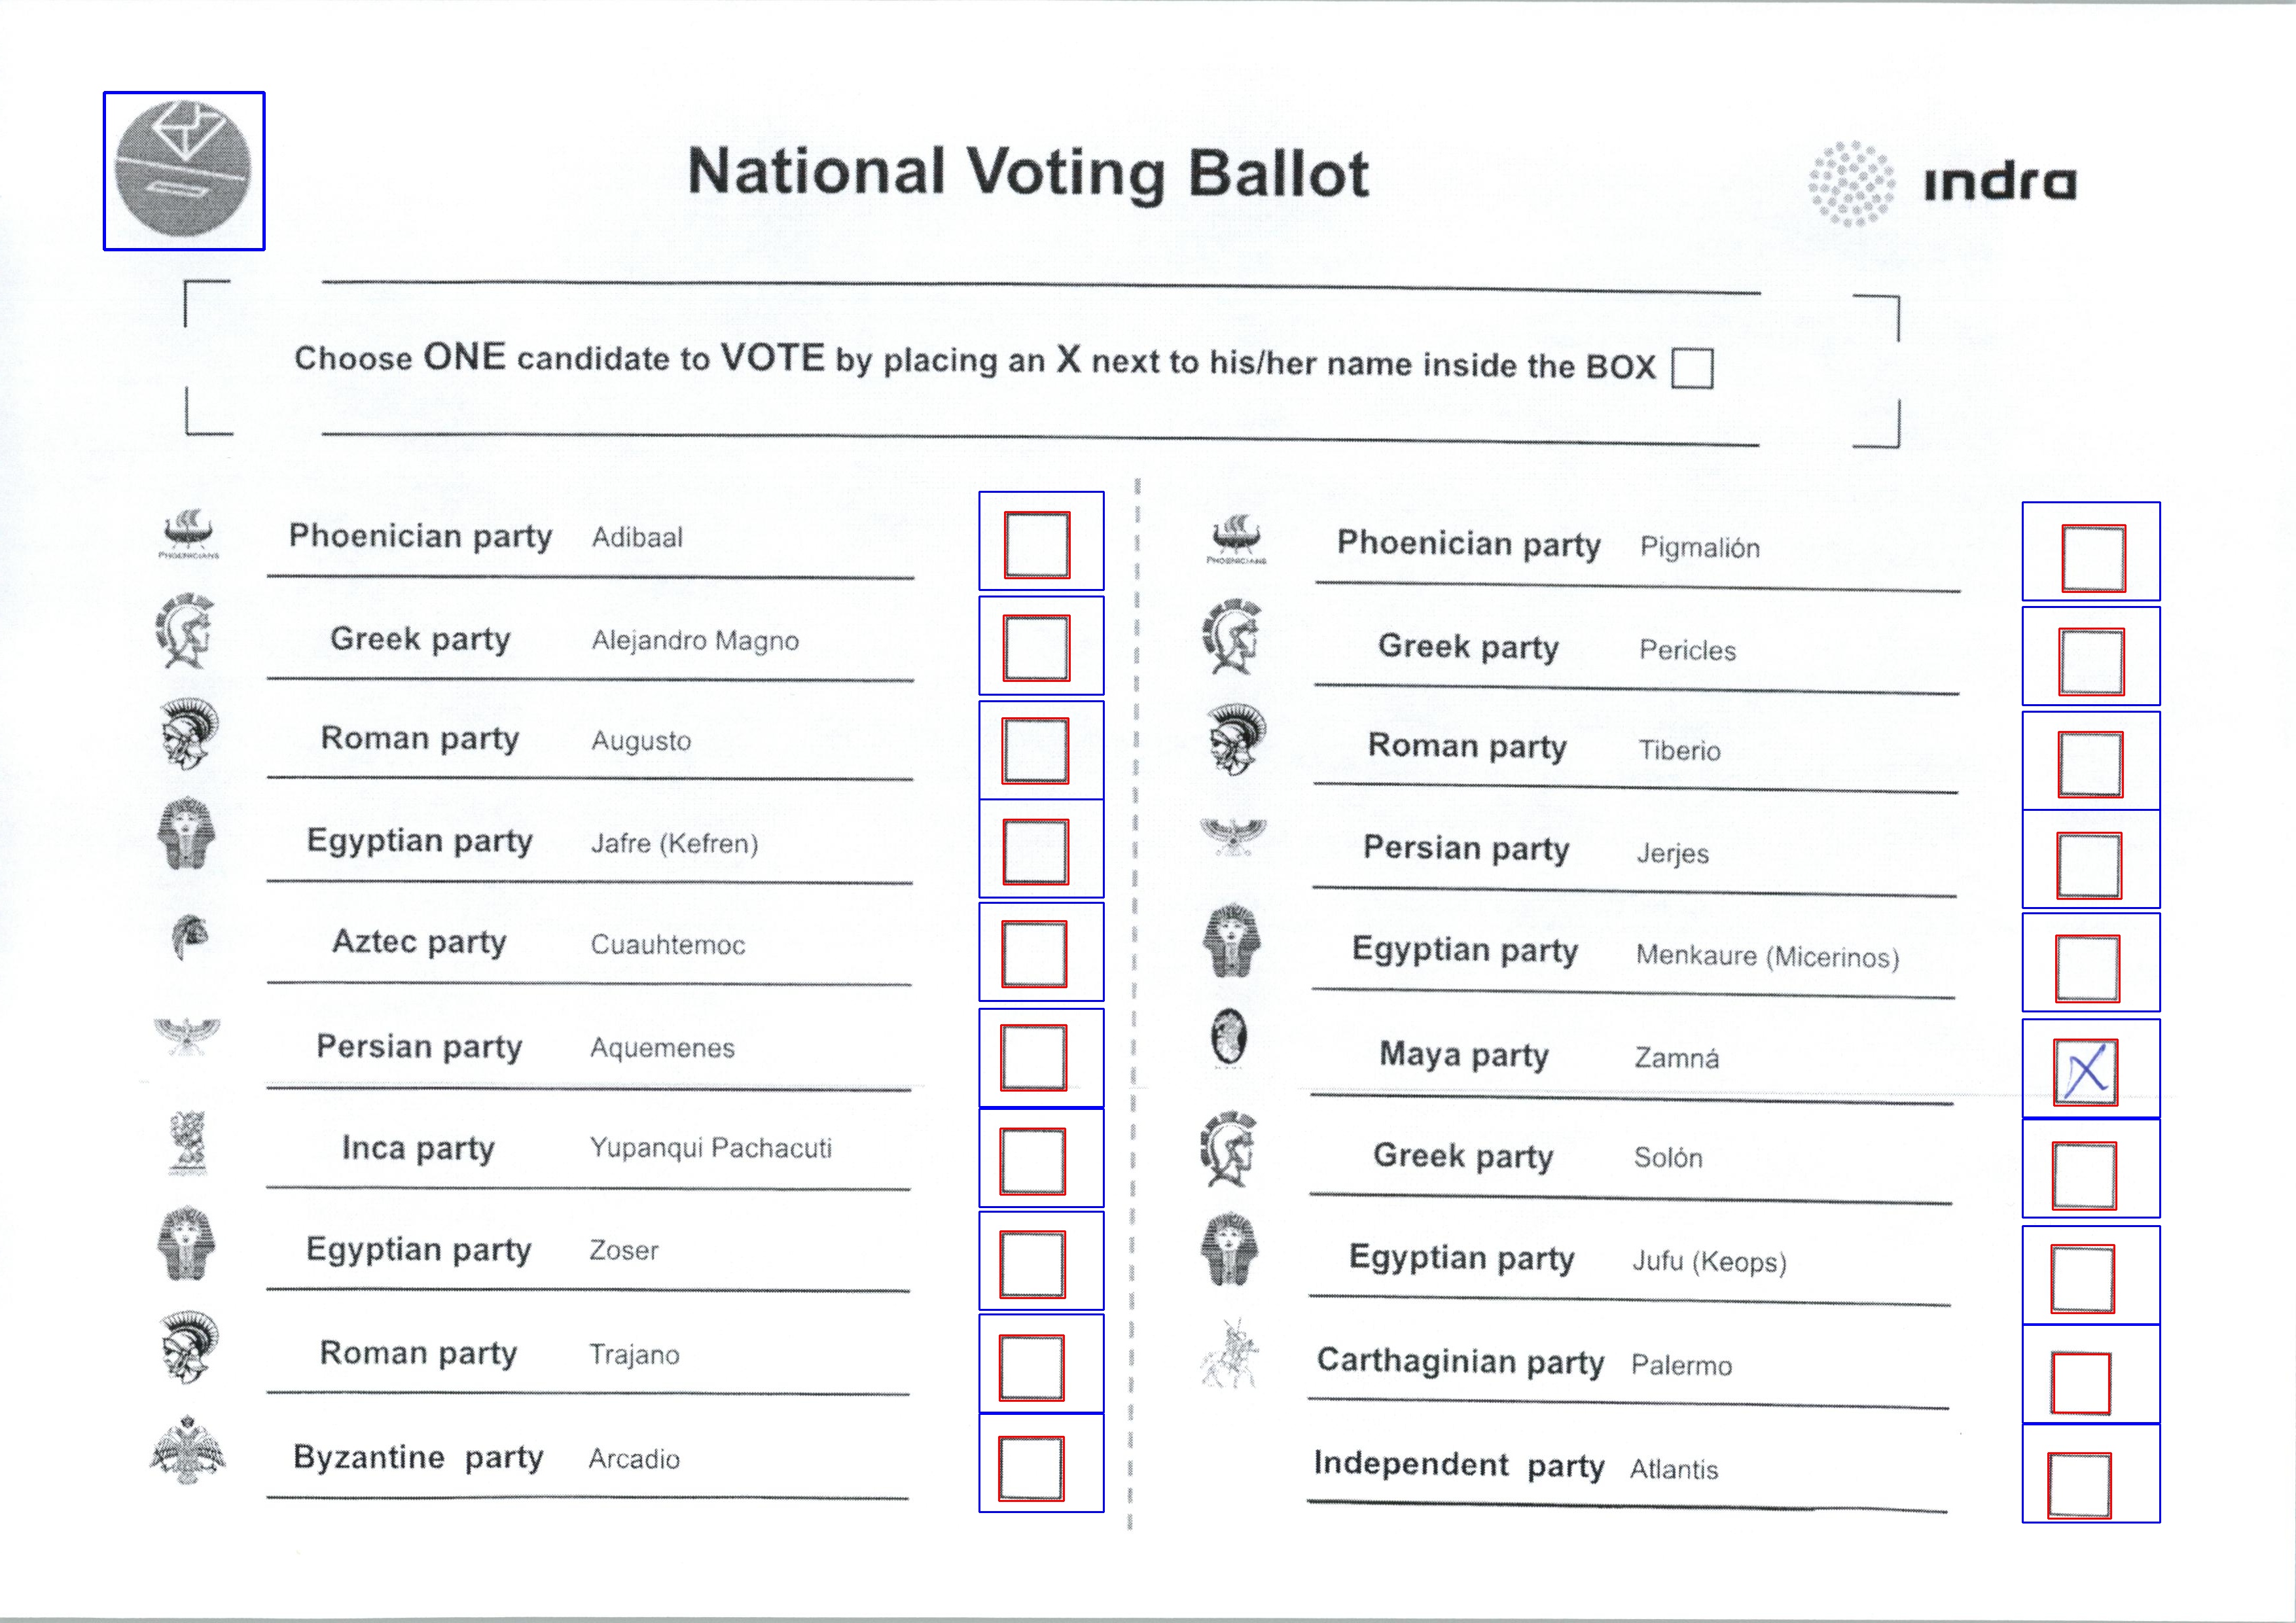 National Voting Ballot
indra
Choose ONE candidate to VOTE by placing an X next to his/her name inside the BOX
PHOENICIANS
Phoenician party Adibaal
Greek party Alejandro Magno
Roman party Augusto
Egyptian party Jafre (Kefren)
Aztec party Cuauhtemoc
Persian party Aquemenes
Inca party Yupanqui Pachacuti
Egyptian party Zoser
Roman party Trajano
Byzantine party Arcadio
PHOENICIANS
Phoenician party Pigmalión
Greek party Pericles
Roman party Tiberio
Persian party Jerjes
Egyptian party Menkaure (Micerinos)
Maya party Zamná
X
Greek party Solón
Egyptian party Jufu (Keops)
Carthaginian party Palermo
Independent party Atlantis